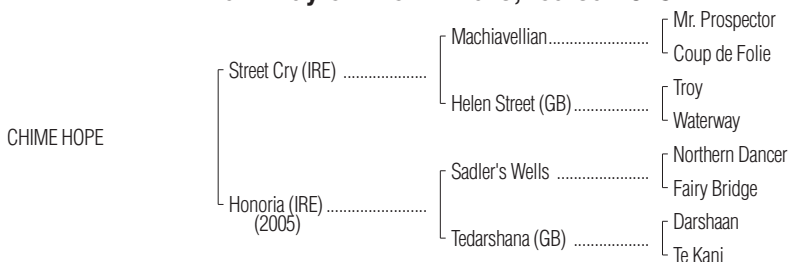 Mr. Prospector
Machiavellian
Coup de Folie
Street Cry (IRE)
Troy
Helen Street (GB)
Waterway
CHIME HOPE
Northern Dancer
Sadler's Wells
Fairy Bridge
Honoria (IRE)
(2005)
Darshaan
Tedarshana (GB)
Te Kani